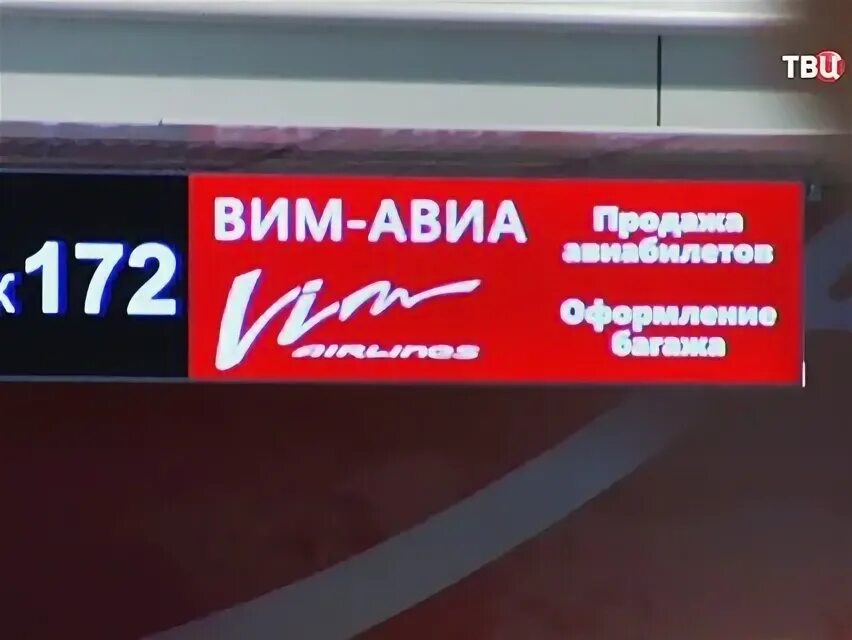 ТВЦ
к172
ВИМ-АВИА
Vim
AIRLINES
Продажа
авиабилетов
Оформление
багажа